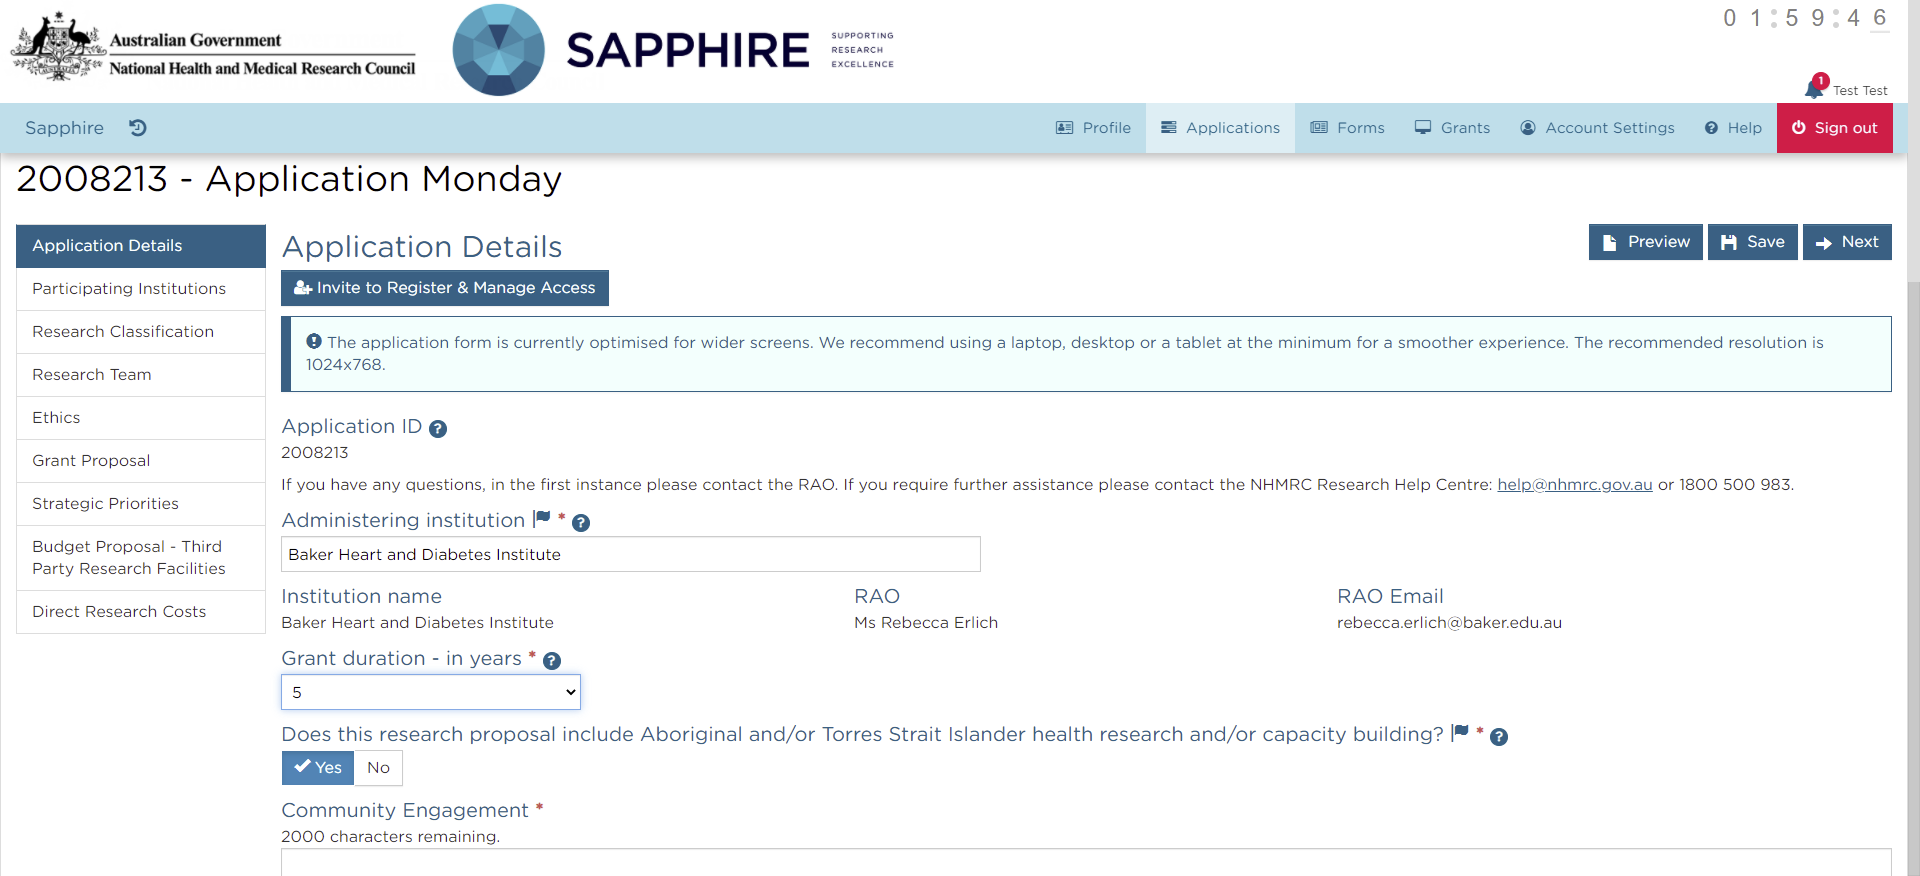 Australian Government
National Health and Medical Research Council
SAPPHIRE
SUPPORTING
RESEARCH
EXCELLENCE
01:59:46
1
Test Test
Sapphire
Profile
Applications
Forms
Grants
Account Settings
Help
Sign out
2008213 - Application Monday
Application Details
Participating Institutions
Research Classification
Research Team
Ethics
Grant Proposal
Strategic Priorities
Budget Proposal - Third
Party Research Facilities
Direct Research Costs
Application Details
Preview
Save
Next
Invite to Register & Manage Access
The application form is currently optimised for wider screens. We recommend using a laptop, desktop or a tablet at the minimum for a smoother experience. The recommended resolution is
1024x768.
Application ID ?
2008213
If you have any questions, in the first instance please contact the RAO. If you require further assistance please contact the NHMRC Research Help Centre: help@nhmrc.gov.au or 1800 500 983.
Administering institution * ?
Baker Heart and Diabetes Institute
Institution name
Baker Heart and Diabetes Institute
RAO
Ms Rebecca Erlich
RAO Email
rebecca.erlich@baker.edu.au
Grant duration - in years * ?
5
Does this research proposal include Aboriginal and/or Torres Strait Islander health research and/or capacity building? * ?
Yes
No
Community Engagement *
2000 characters remaining.